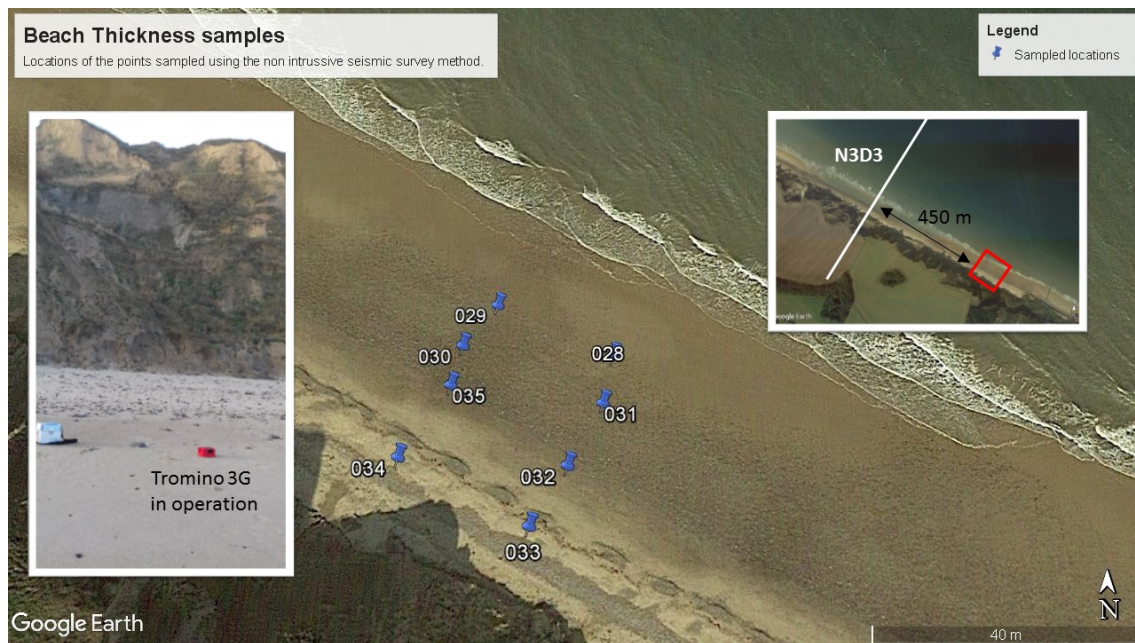 Beach Thickness samples
Locations of the points sampled using the non intrussive seismic survey method.
Legend
Sampled locations
N3D3
450 m
Google Earth
029
030
028
035
031
034
032
033
Tromino 3G
in operation
Google Earth
N
40 m